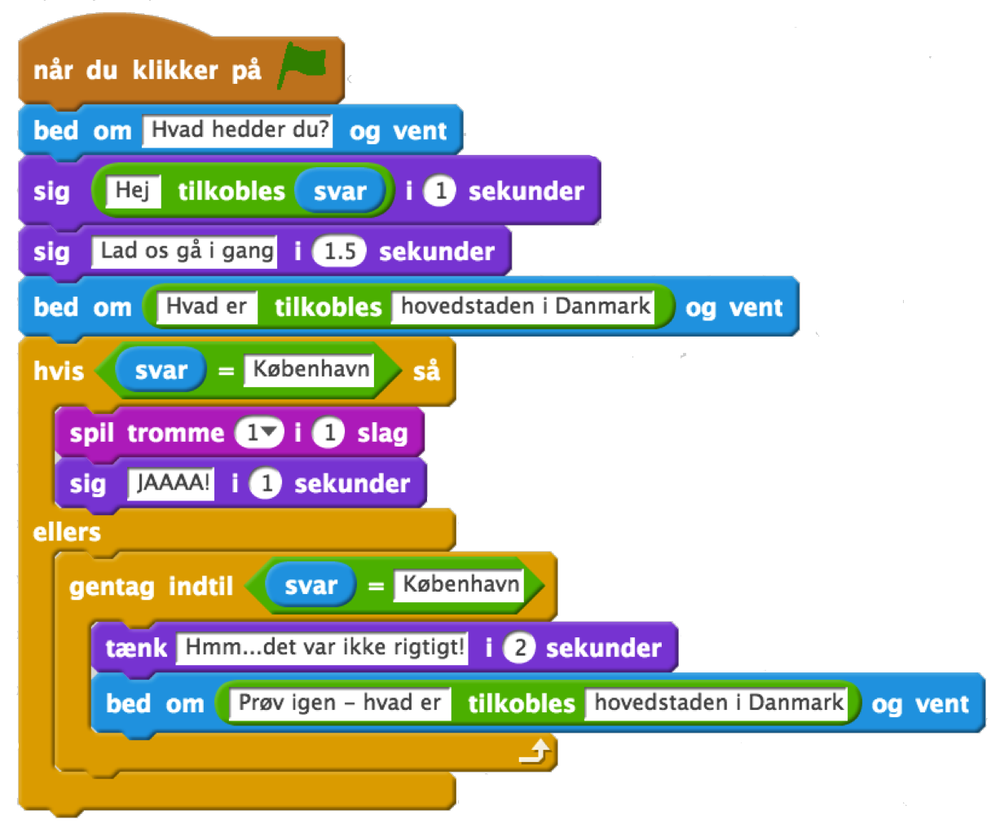 når du klikker på
bed om Hvad hedder du? og vent
sig Hej tilkobles svar i 1 sekunder
sig Lad os gå i gang i 1.5 sekunder
bed om Hvad er tilkobles hovedstaden i Danmark og vent
hvis svar = København så
spil tromme 1 i 1 slag
sig JAAAA! i 1 sekunder
ellers
gentag indtil svar = København
tænk Hmm...det var ikke rigtigt! i 2 sekunder
bed om Prøv igen – hvad er tilkobles hovedstaden i Danmark og vent